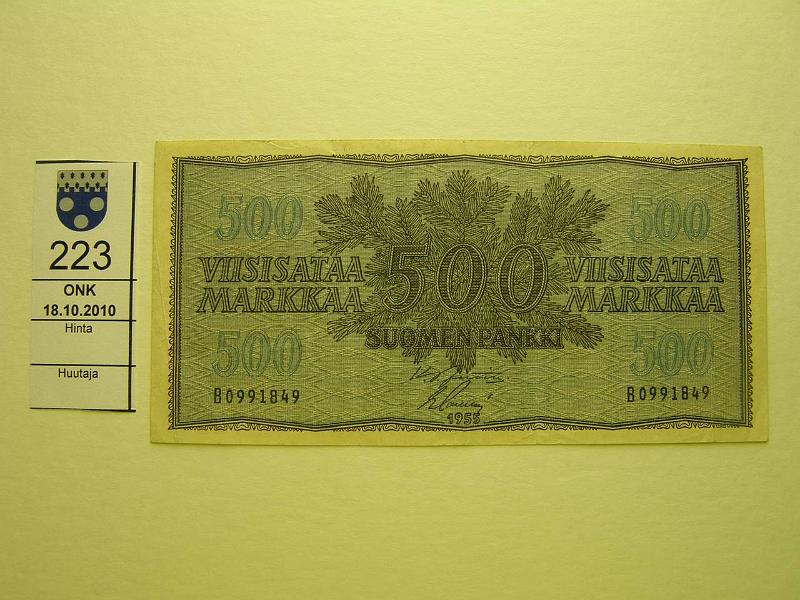 223
ONK
18.10.2010
Hinta
Huutaja
500
500
VIISISATAA
MARKKAA
500
VIISISATAA
MARKKAA
SUOMEN PANKKI
500
500
B0991849
B0991849
1955